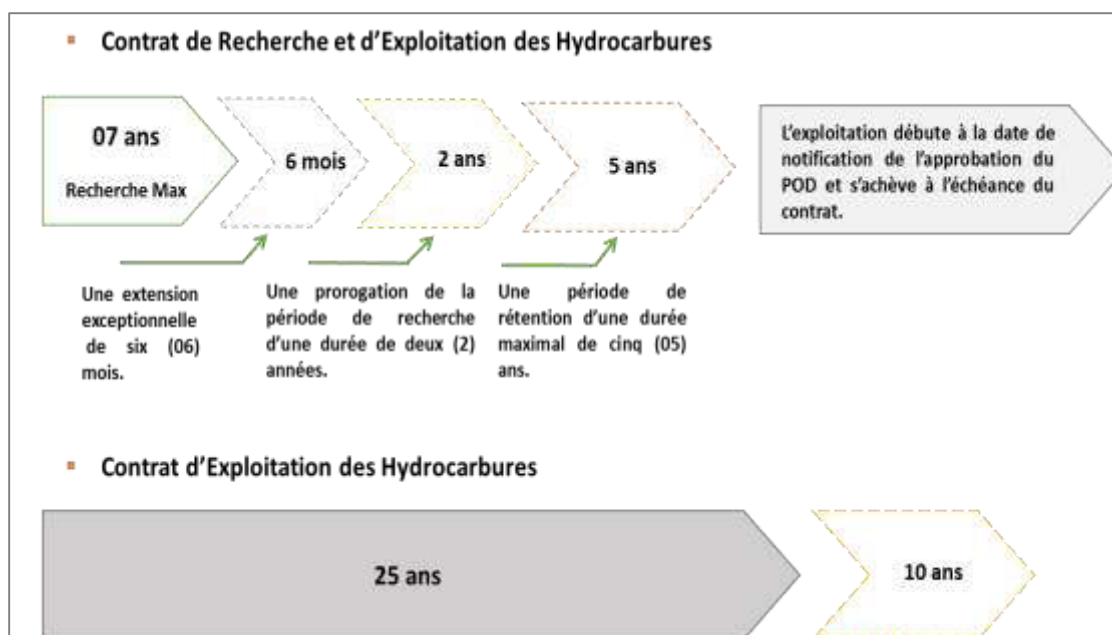 Contrat de Recherche et d'Exploitation des Hydrocarbures
07 ans
Recherche Max
6 mois
2 ans
5 ans
L'exploitation débute à la date de
notification de l'approbation du
POD et s'achève à l'échéance du
contrat.
Une extension
exceptionnelle
de six (06)
mois.
Une prorogation de la
période de recherche
d'une durée de deux (2)
années.
Une période de
rétention d'une durée
maximal de cinq (05)
ans.
Contrat d'Exploitation des Hydrocarbures
25 ans
10 ans